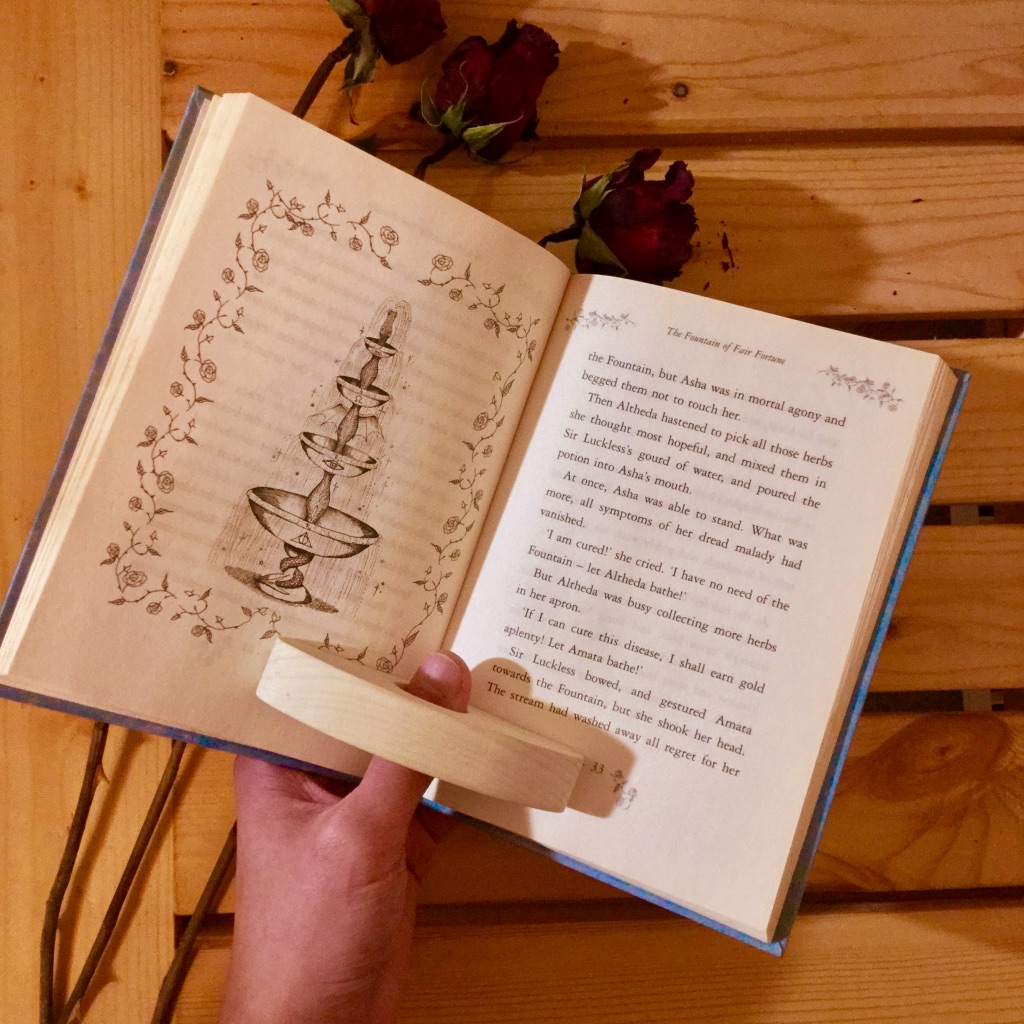 The Fountain of Fair Fortune
the Fountain, but Asha was in mortal agony and
begged them not to touch her.
Then Altheda hastened to pick all those herbs
she thought most hopeful, and mixed them in
Sir Luckless's gourd of water, and poured the
potion into Asha's mouth.
At once, Asha was able to stand. What was
more, all symptoms of her dread malady had
vanished.
'I am cured!' she cried. 'I have no need of the
Fountain – let Altheda bathe!'
But Altheda was busy collecting more herbs
in her apron.
'If I can cure this disease, I shall earn gold
aplenty! Let Amata bathe!'
Sir Luckless bowed, and gestured Amata
towards the Fountain, but she shook her head.
The stream had washed away all regret for her
33